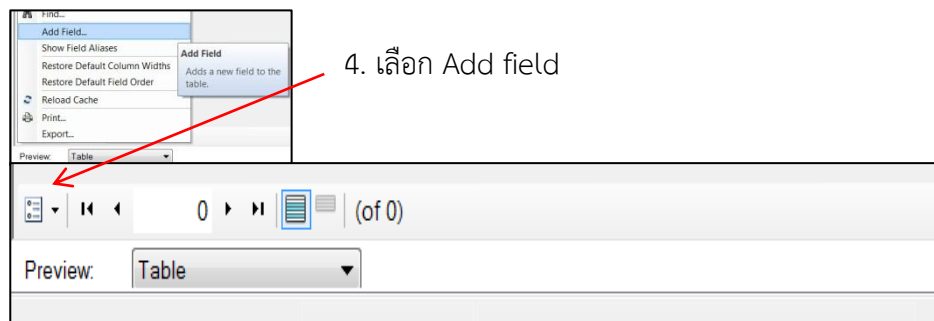 Find...
Add Field...
Show Field Aliases
Restore Default Column Widths
Restore Default Field Order
Reload Cache
Print...
Export...
Add Field
Adds a new field to the
table.
Preview: Table
4. เลือก Add field
0 (of 0)
Preview: Table